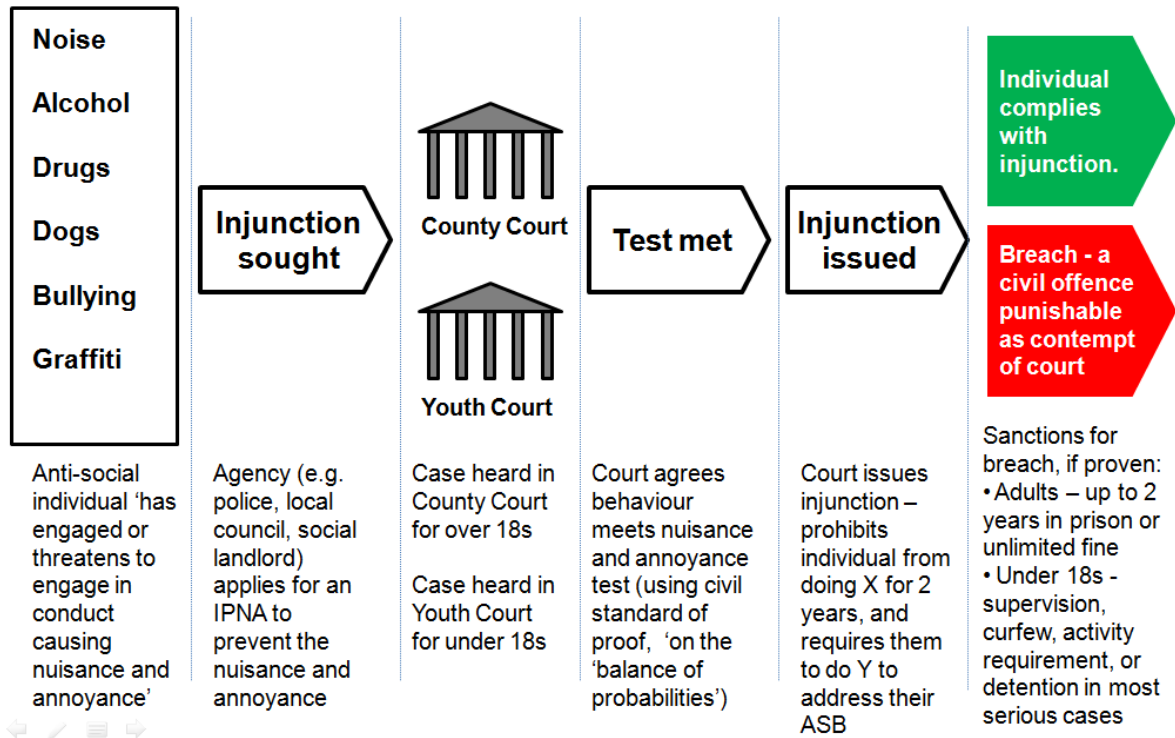 Noise
Alcohol
Drugs
Dogs
Bullying
Graffiti
Anti-social
individual ‘has
engaged or
threatens to
engage in
conduct
causing
nuisance and
annoyance’
Injunction
sought
Agency (e.g.
police, local
council, social
landlord)
applies for an
IPNA to
prevent the
nuisance and
annoyance
County Court
Youth Court
Case heard in
County Court
for over 18s
Case heard in
Youth Court
for under 18s
Test met
Court agrees
behaviour
meets nuisance
and annoyance
test (using civil
standard of
proof, ‘on the
‘balance of
probabilities’)
Injunction
issued
Court issues
injunction –
prohibits
individual from
doing X for 2
years, and
requires them
to do Y to
address their
ASB
Individual
complies
with
injunction.
Breach - a
civil offence
punishable
as contempt
of court
Sanctions for
breach, if proven:
• Adults – up to 2
years in prison or
unlimited fine
• Under 18s -
supervision,
curfew, activity
requirement, or
detention in most
serious cases